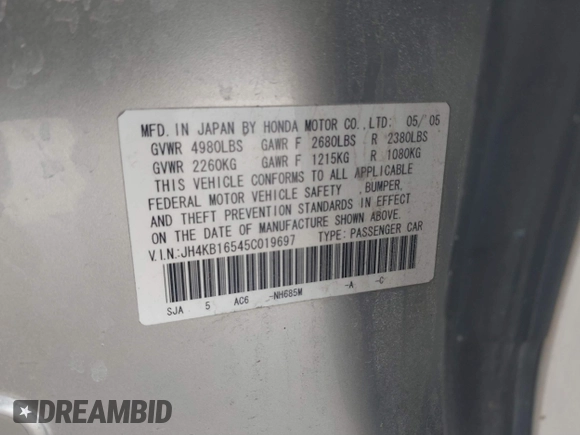 MFD. IN JAPAN BY HONDA MOTOR CO., LTD: 05/ 05
GVWR 4980LBS GAWR F 2680LBS R 2380LBS
GVWR 2260KG GAWR F 1215KG R 1080KG
THIS VEHICLE CONFORMS TO ALL APPLICABLE
FEDERAL MOTOR VEHICLE SAFETY BUMPER,
AND THEFT PREVENTION STANDARDS IN EFFECT
ON THE DATE OF MANUFACTURE SHOWN ABOVE.
V.I.N:JH4KB16545C019697 TYPE: PASSENGER CAR
SJA 5 AC6 -NH685M -A -C
DREAMBID